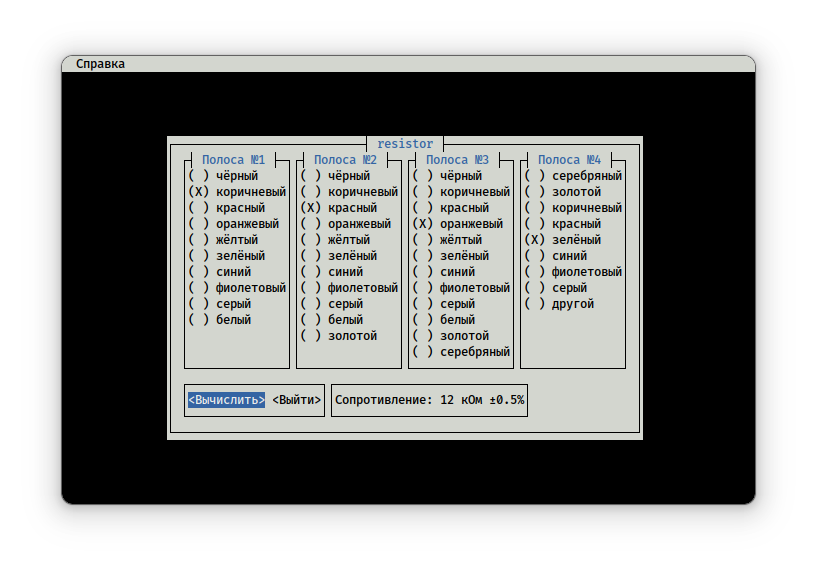 Справка
resistor
Полоса №1 Полоса №2 Полоса №3 Полоса №4
( ) чёрный ( ) чёрный ( ) чёрный ( ) серебряный
(X) коричневый ( ) коричневый ( ) коричневый ( ) золотой
( ) красный (X) красный ( ) красный ( ) коричневый
( ) оранжевый ( ) оранжевый (X) оранжевый ( ) красный
( ) жёлтый ( ) жёлтый ( ) жёлтый (X) зелёный
( ) зелёный ( ) зелёный ( ) зелёный ( ) синий
( ) синий ( ) синий ( ) синий ( ) фиолетовый
( ) фиолетовый ( ) фиолетовый ( ) фиолетовый ( ) серый
( ) серый ( ) серый ( ) серый ( ) другой
( ) белый ( ) белый ( ) белый
( ) золотой ( ) золотой
( ) серебряный
<Вычислить> <Выйти> Сопротивление: 12 кОм ±0.5%